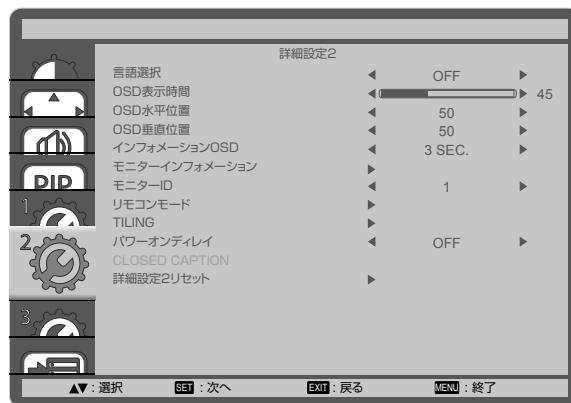 詳細設定2
言語選択 OFF
OSD表示時間 45
OSD水平位置 50
OSD垂直位置 50
インフォメーションOSD 3 SEC.
モニターインフォメーション
PIP
モニターID 1
1
リモコンモード
TILING
2
パワーオンディレイ OFF
CLOSED CAPTION
詳細設定2リセット
3
▲▼:選択 SET:次へ EXIT:戻る MENU:終了